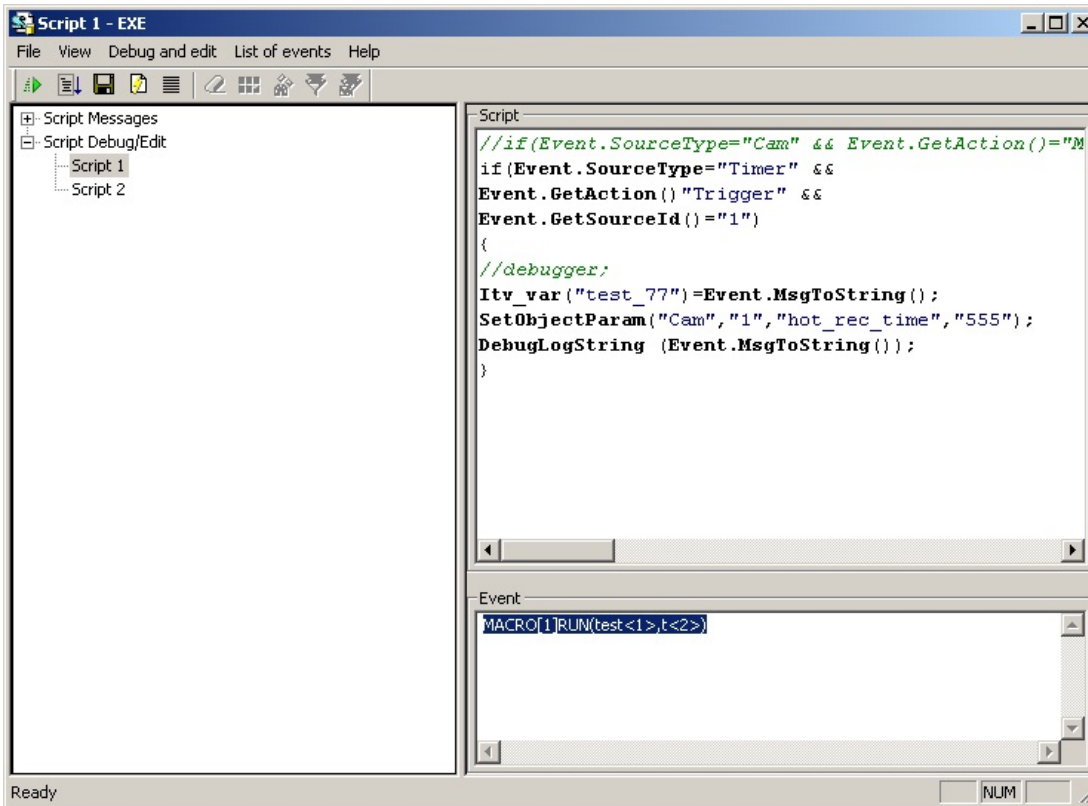 Script 1 - EXE
File View Debug and edit List of events Help
Script Messages
Script Debug/Edit
Script 1
Script 2
Script
//if(Event.SourceType="Cam" && Event.GetAction()="M
if(Event.SourceType="Timer" &&
Event.GetAction()"Trigger" &&
Event.GetSourceId()="1")
{
//debugger;
Itv_var("test_77")=Event.MsgToString();
SetObjectParam("Cam","1","hot_rec_time","555");
DebugLogString (Event.MsgToString());
}
Event
MACRO[1]RUN(test<1>,t<2>)
Ready
NUM